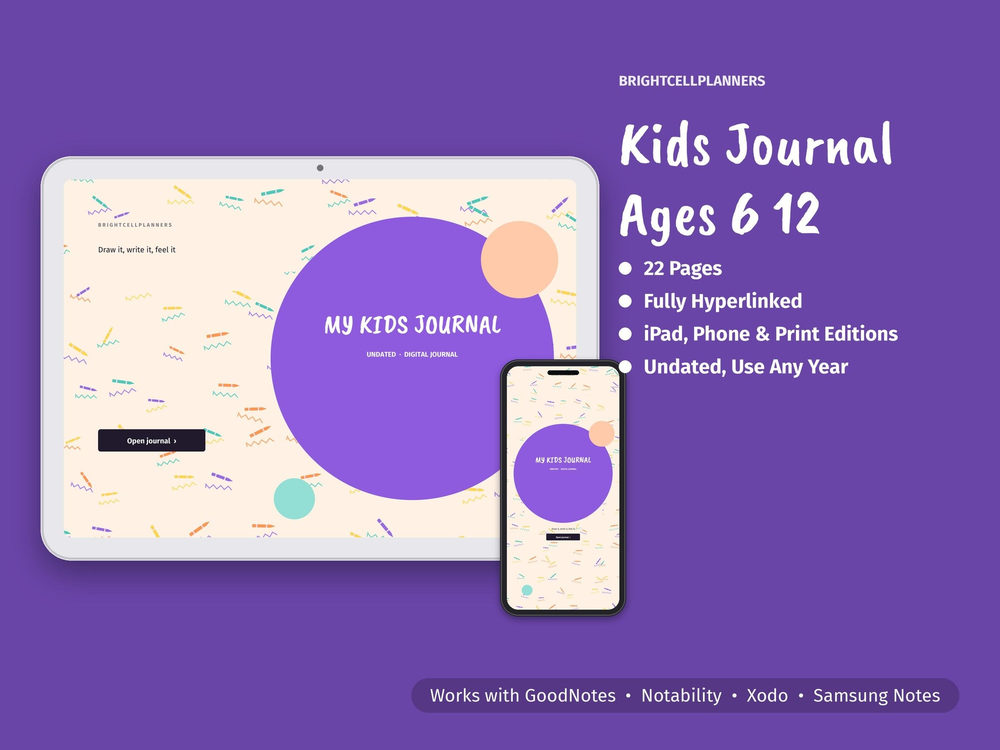 BRIGHTCELLPLANNERS
Kids Journal
Ages 6 12
22 Pages
Fully Hyperlinked
iPad, Phone & Print Editions
Undated, Use Any Year
BRIGHTCELLPLANNERS
Draw it, write it, feel it
MY KIDS JOURNAL
UNDATED · DIGITAL JOURNAL
Open journal ›
MY KIDS JOURNAL
Works with GoodNotes • Notability • Xodo • Samsung Notes